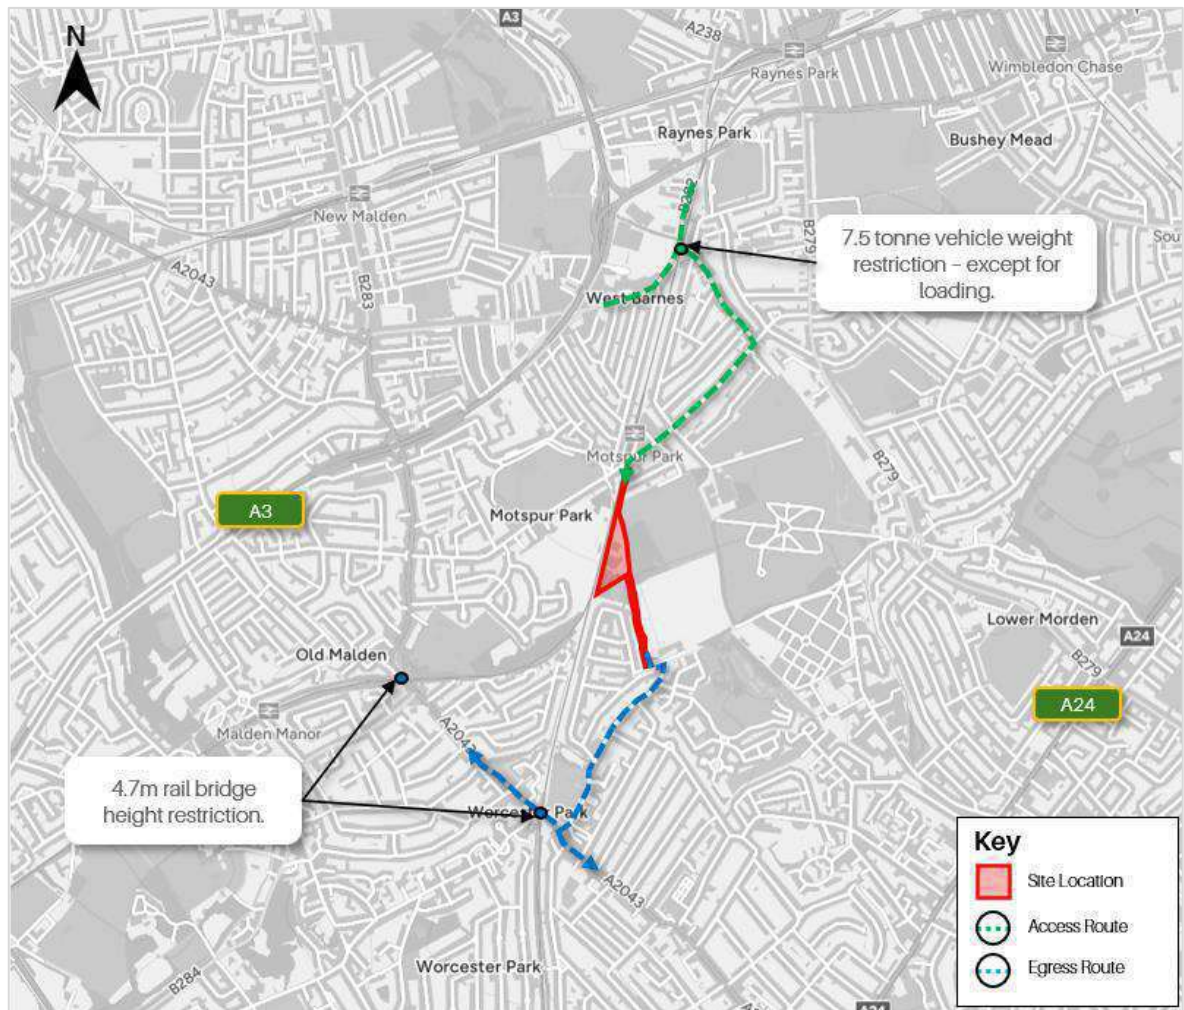 N
A3
A238
Raynes Park
Wimbledon Chase
Raynes Park
Bushey Mead
New Malden
B282
B279
7.5 tonne vehicle weight
restriction – except for
loading.
A2043
B283
West Barnes
Motspur Park
B279
A3
Motspur Park
Lower Morden
A24
Old Malden
B279
A24
Malden Manor
A2043
4.7m rail bridge
height restriction.
Worcester Park
A2043
Worcester Park
B284
A24
Key
Site Location
Access Route
Egress Route